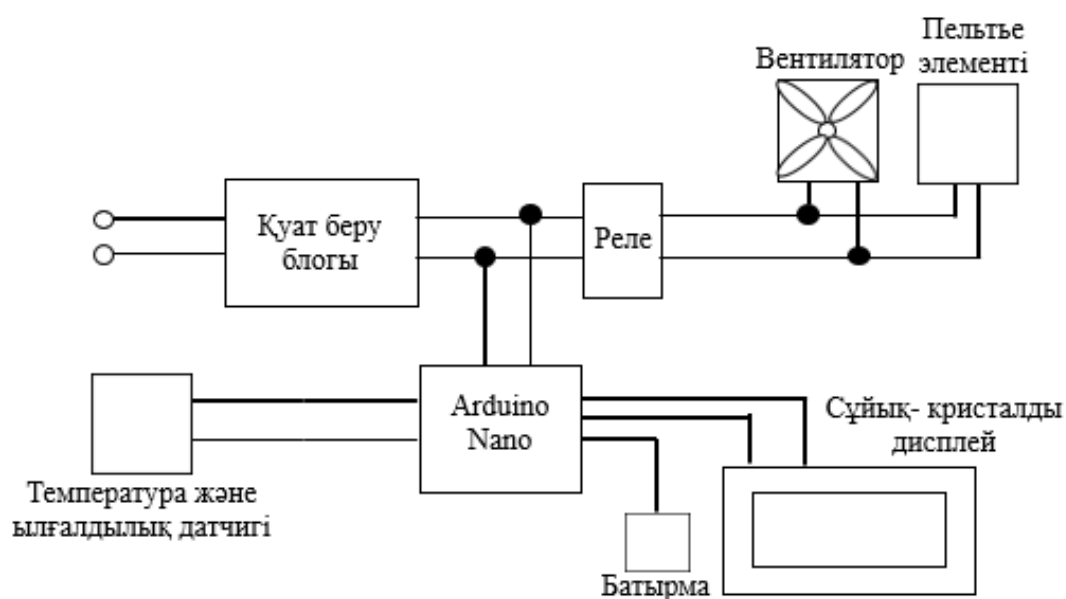 Пельтье
элементі
Вентилятор
Қуат беру
блогы
Реле
Arduino
Nano
Сұйық- кристалды
дисплей
Температура және
ылғалдылық датчигі
Батырма